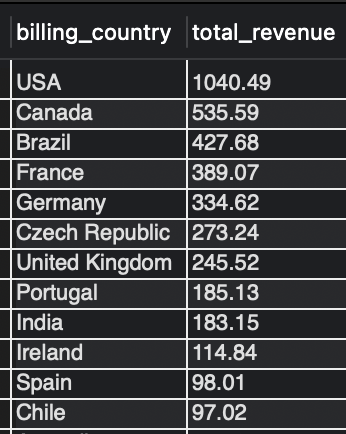 billing_country total_revenue
USA 1040.49
Canada 535.59
Brazil 427.68
France 389.07
Germany 334.62
Czech Republic 273.24
United Kingdom 245.52
Portugal 185.13
India 183.15
Ireland 114.84
Spain 98.01
Chile 97.02